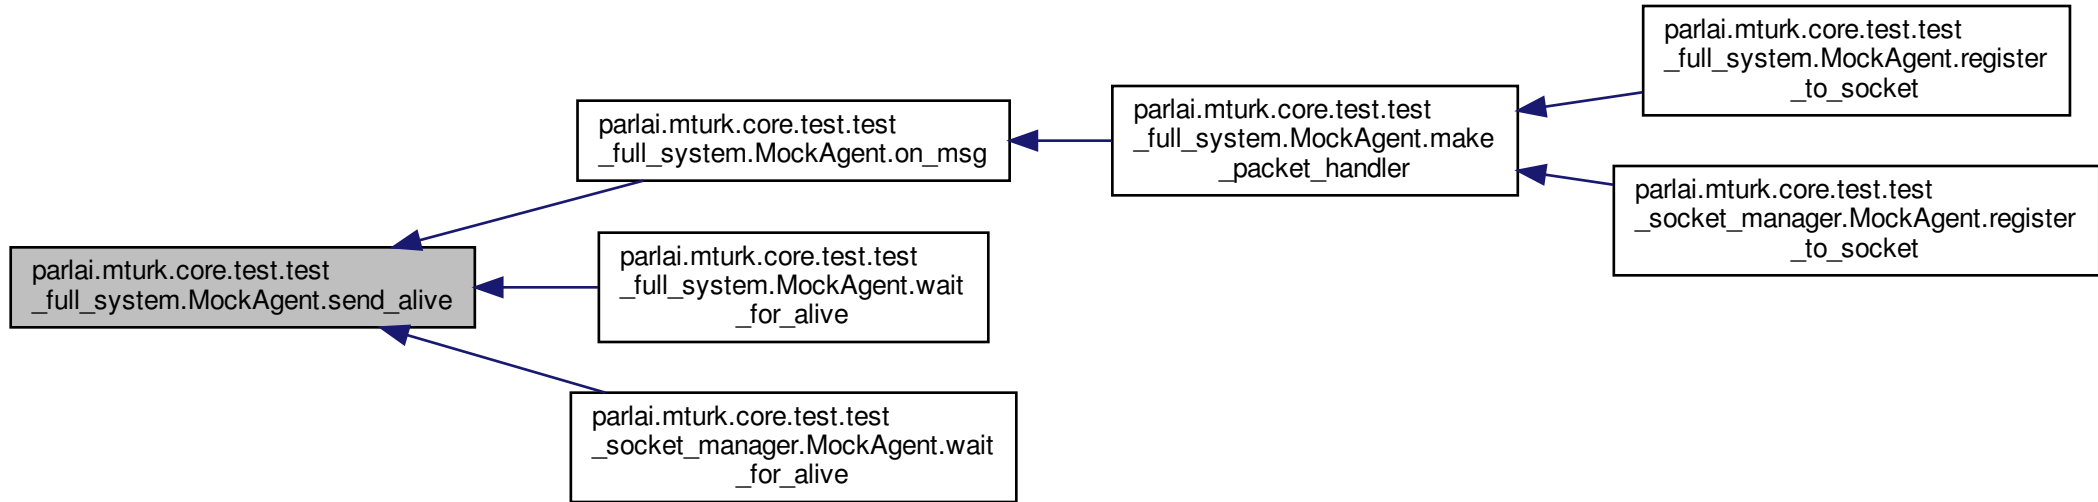 parlai.mturk.core.test.test
_full_system.MockAgent.send_alive
parlai.mturk.core.test.test
_full_system.MockAgent.on_msg
parlai.mturk.core.test.test
_full_system.MockAgent.wait
_for_alive
parlai.mturk.core.test.test
_socket_manager.MockAgent.wait
_for_alive
parlai.mturk.core.test.test
_full_system.MockAgent.make
_packet_handler
parlai.mturk.core.test.test
_full_system.MockAgent.register
_to_socket
parlai.mturk.core.test.test
_socket_manager.MockAgent.register
_to_socket